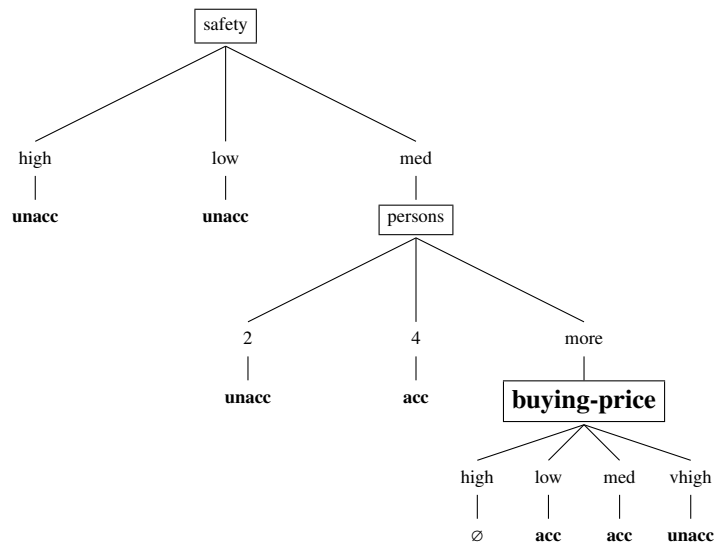 safety
high low med
unacc unacc persons
2 4 more
unacc acc buying-price
high low med vhigh
∅ acc acc unacc